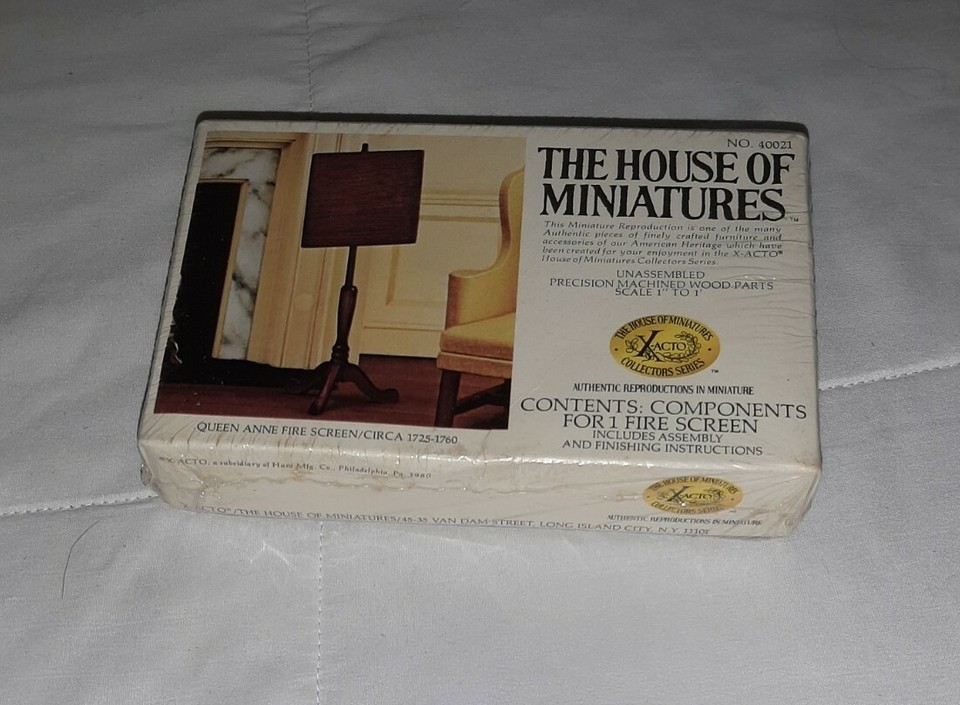 NO. 40021
THE HOUSE OF
MINIATURES™
This Miniature Reproduction is one of the many
Authentic pieces of finely crafted furniture and
accessories of our American Heritage which have
been created for your enjoyment in the X-ACTO®
House of Miniatures Collectors Series.
UNASSEMBLED
PRECISION MACHINED WOOD PARTS
SCALE 1" TO 1'
THE HOUSE OF MINIATURES
X-ACTO
COLLECTORS SERIES ™
AUTHENTIC REPRODUCTIONS IN MINIATURE
CONTENTS: COMPONENTS
FOR 1 FIRE SCREEN
INCLUDES ASSEMBLY
AND FINISHING INSTRUCTIONS
QUEEN ANNE FIRE SCREEN/CIRCA 1725-1760
®X-ACTO, a subsidiary of Hunt Mfg. Co., Philadelphia, Pa. 1980
THE HOUSE OF MINIATURES
X-ACTO
COLLECTORS SERIES
AUTHENTIC REPRODUCTIONS IN MINIATURE
/THE HOUSE OF MINIATURES/45-35 VAN DAM STREET, LONG ISLAND CITY, N.Y.